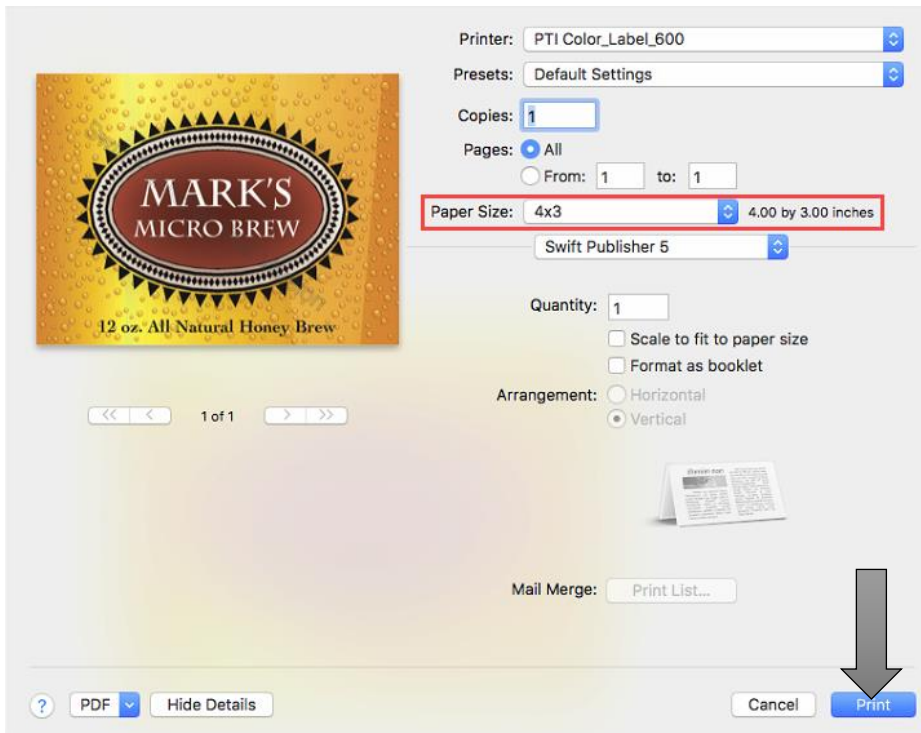 Printer: PTI Color_Label_600
Presets: Default Settings
Copies: 1
Pages: All
From: 1 to: 1
Paper Size: 4x3 4.00 by 3.00 inches
Swift Publisher 5
MARK'S
MICRO BREW
12 oz. All Natural Honey Brew
<< < 1 of 1 > >>
Quantity: 1
Scale to fit to paper size
Format as booklet
Arrangement: Horizontal
Vertical
Mail Merge: Print List...
? PDF Hide Details Cancel Print